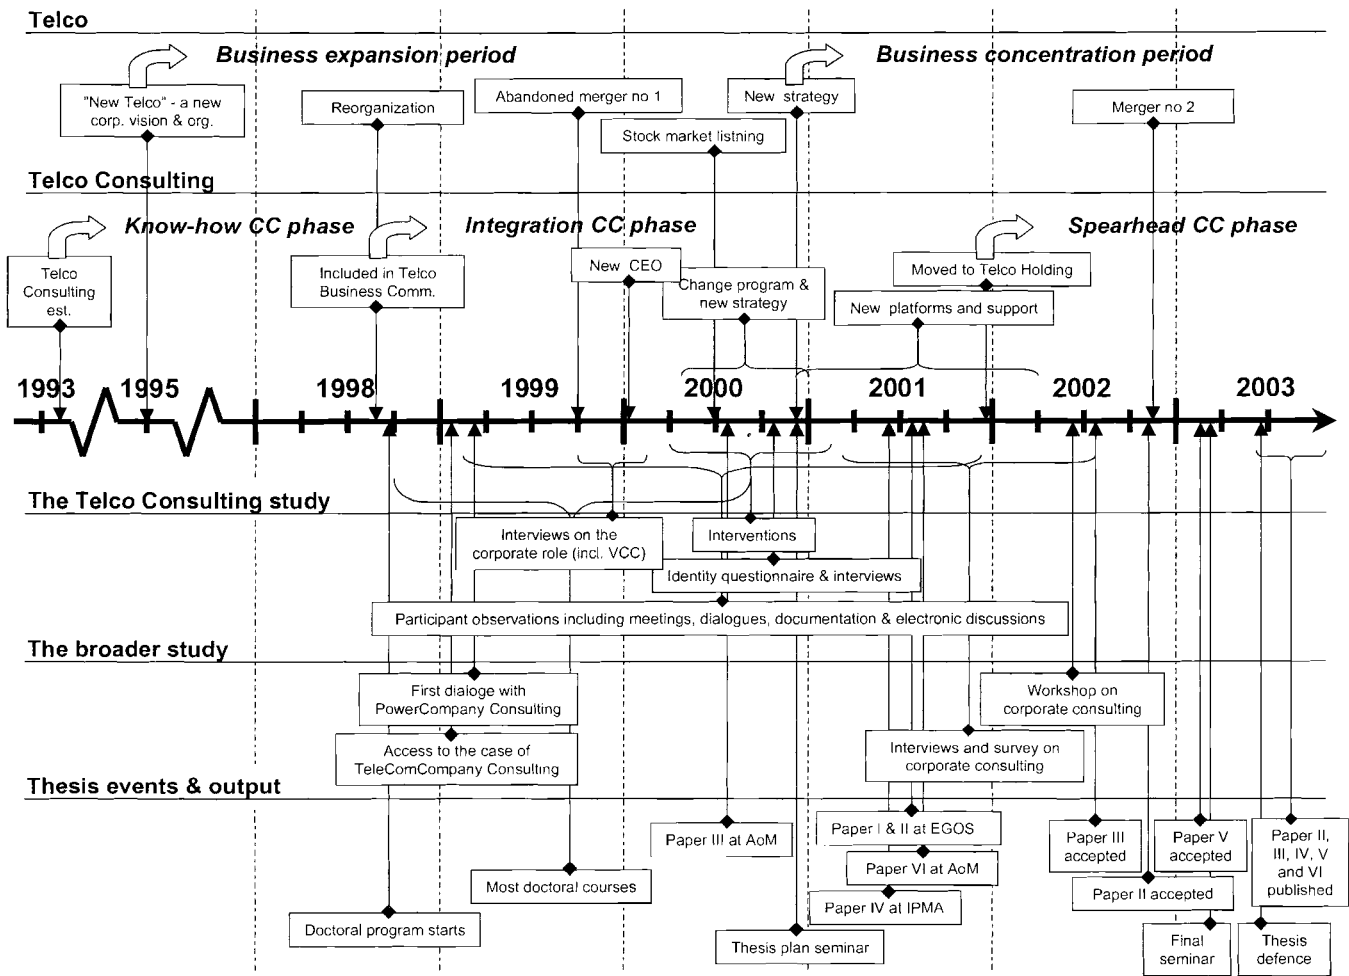 Telco
Business expansion period
Business concentration period
"New Telco" - a new
corp. vision & org.
Reorganization
Abandoned merger no 1
New strategy
Merger no 2
Stock market listning
Telco Consulting
Know-how CC phase
Integration CC phase
Spearhead CC phase
Telco
Consulting
est.
Included in Telco
Business Comm.
New CEO
Change program &
new strategy
Moved to Telco Holding
New platforms and support
1993
1995
1998
1999
2000
2001
2002
2003
The Telco Consulting study
Interviews on the
corporate role (incl. VCC)
Interventions
Identity questionnaire & interviews
Participant observations including meetings, dialogues, documentation & electronic discussions
The broader study
First dialoge with
PowerCompany Consulting
Workshop on
corporate consulting
Access to the case of
TeleComCompany Consulting
Interviews and survey on
corporate consulting
Thesis events & output
Paper III at AoM
Paper I & II at EGOS
Paper III
accepted
Paper V
accepted
Paper II,
III, IV, V
and VI
published
Paper VI at AoM
Most doctoral courses
Paper II accepted
Paper IV at IPMA
Doctoral program starts
Thesis plan seminar
Final
seminar
Thesis
defence